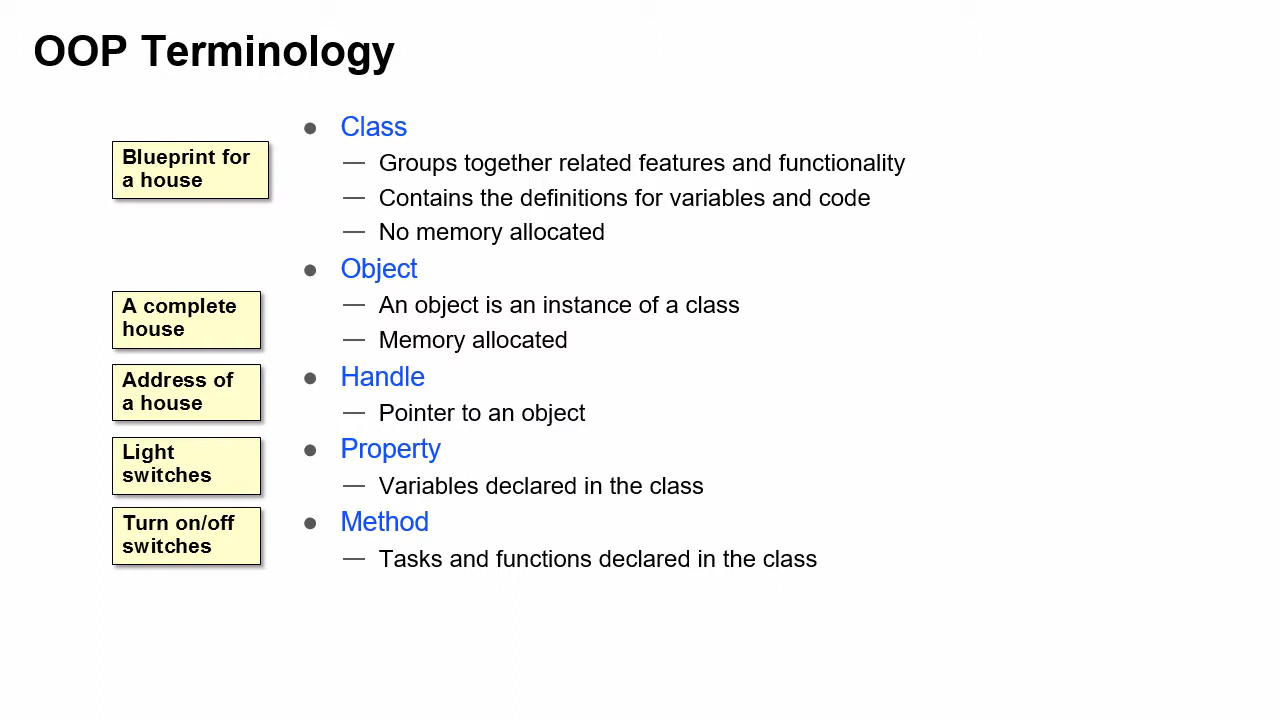 OOP Terminology
Blueprint for
a house
● Class
— Groups together related features and functionality
— Contains the definitions for variables and code
— No memory allocated
A complete
house
● Object
— An object is an instance of a class
— Memory allocated
Address of
a house
● Handle
— Pointer to an object
Light
switches
● Property
— Variables declared in the class
Turn on/off
switches
● Method
— Tasks and functions declared in the class